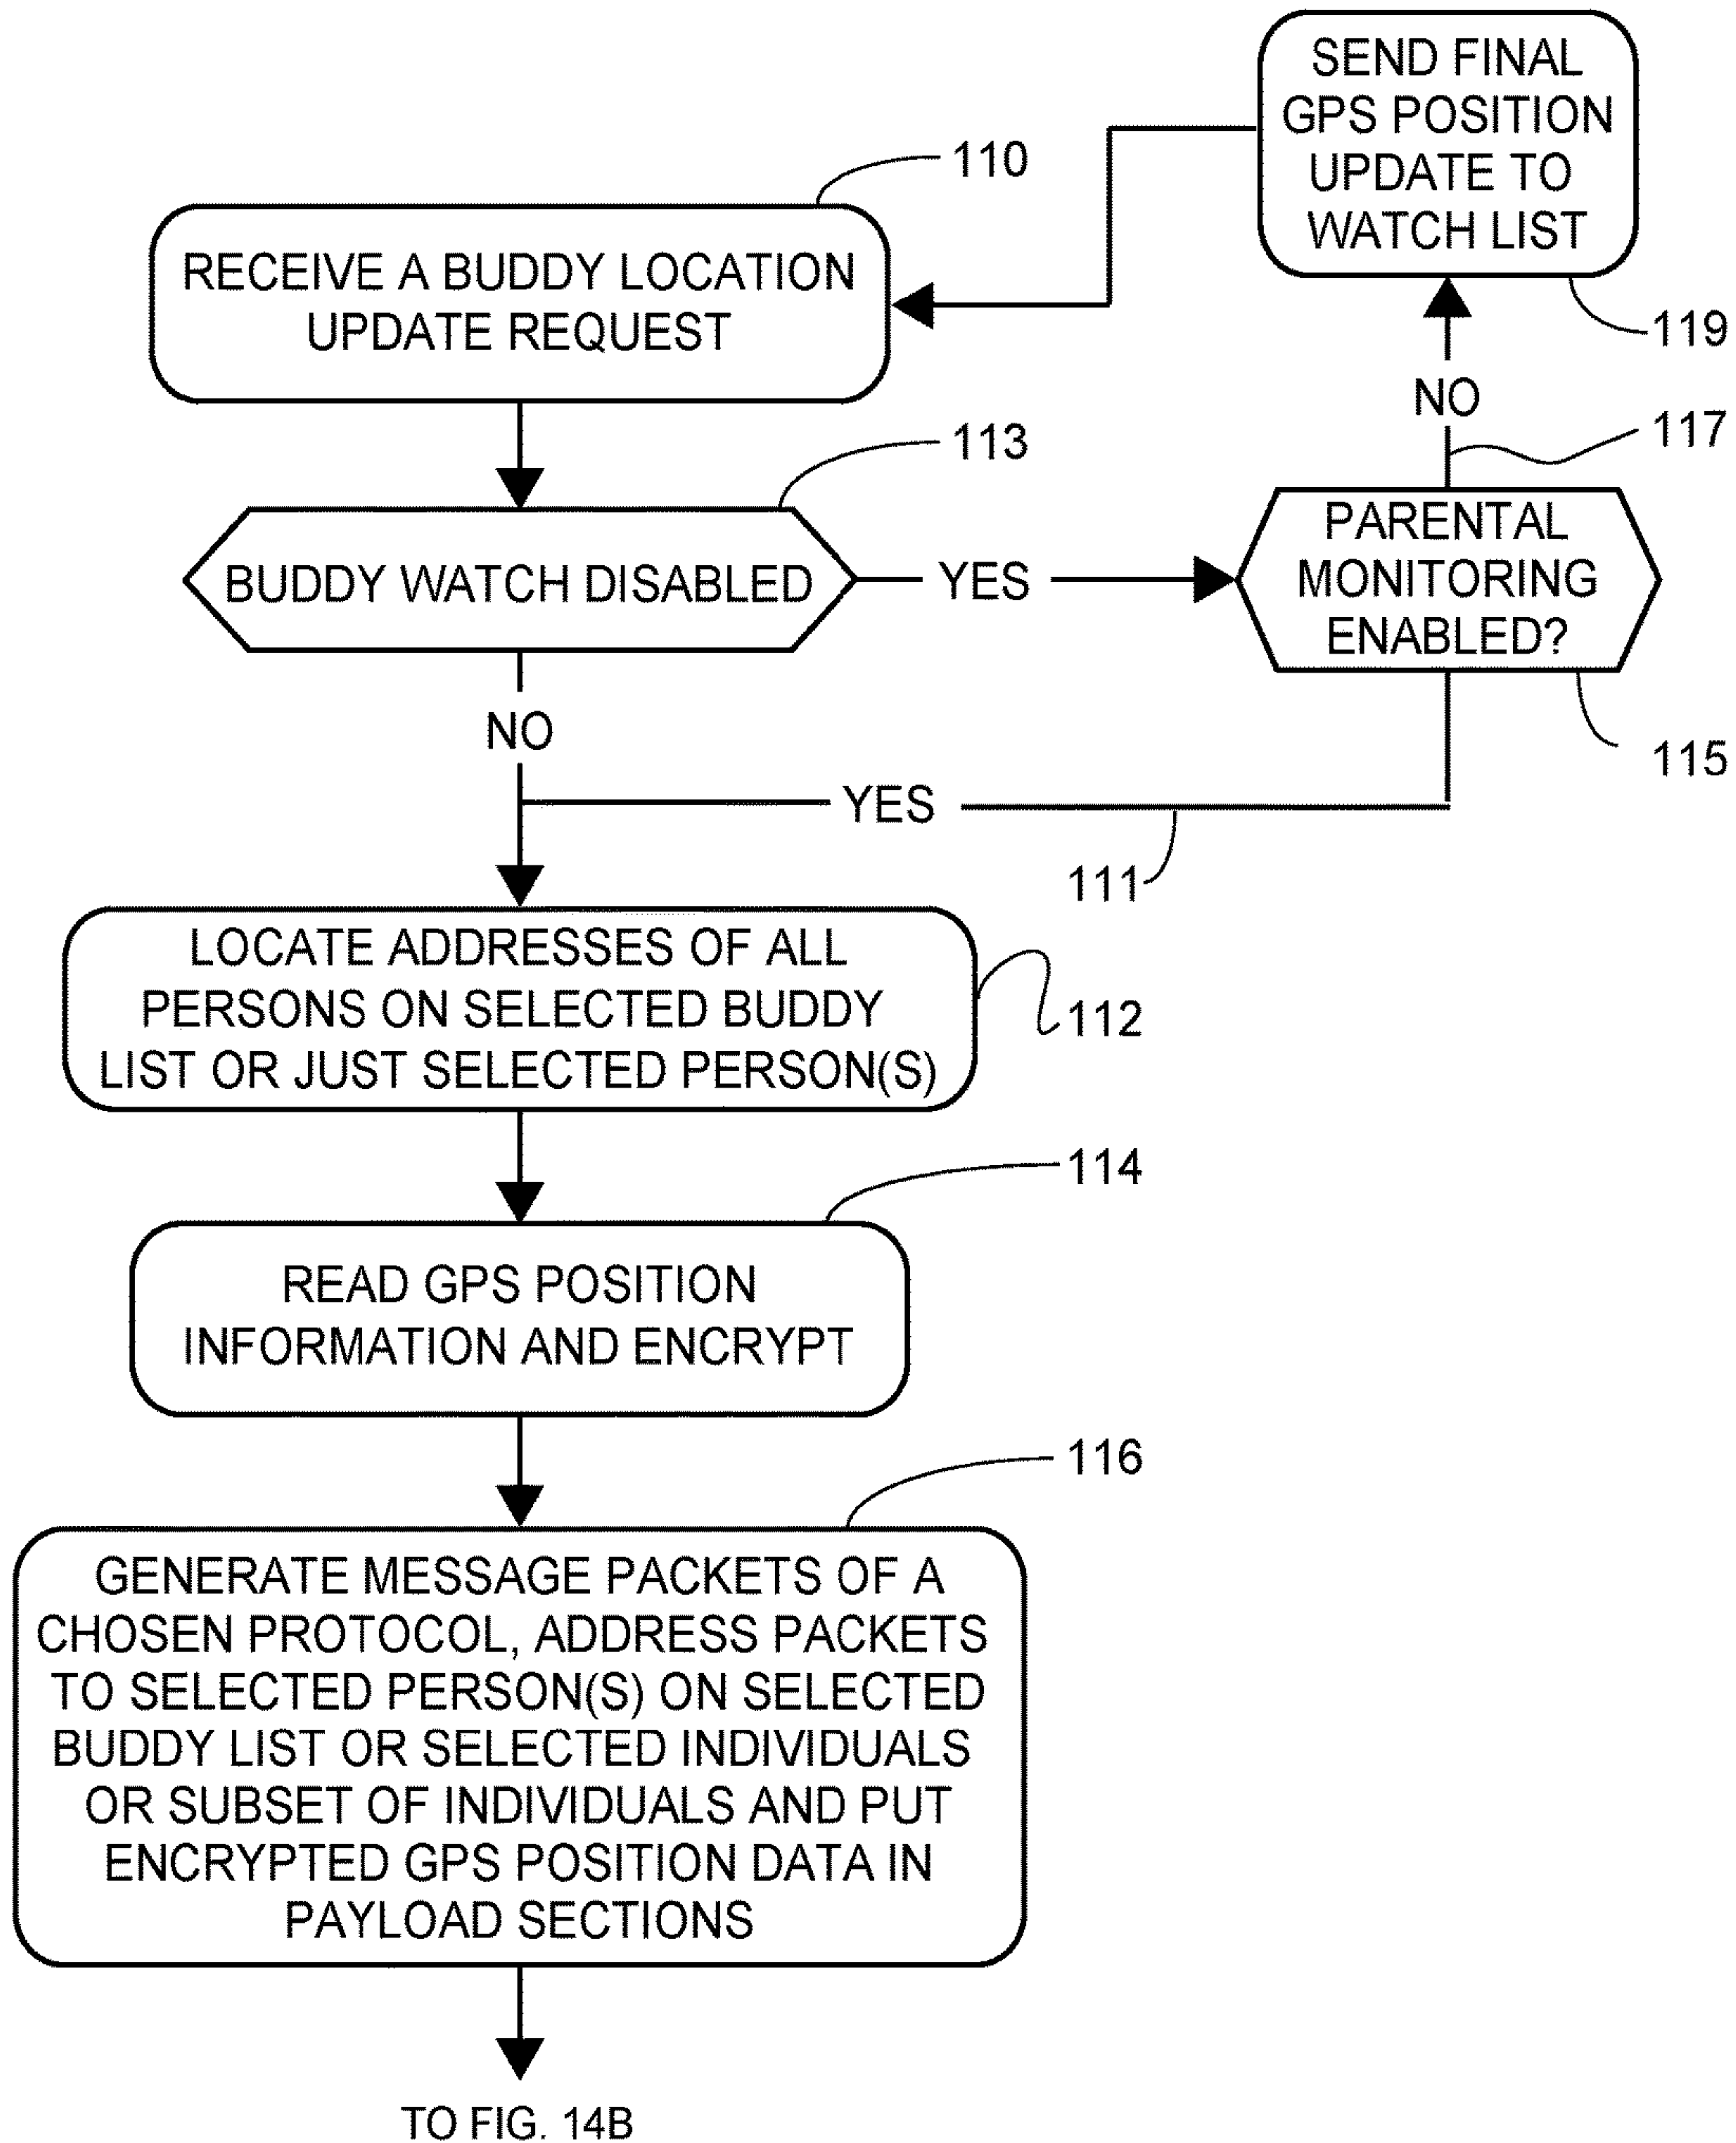 SEND FINAL
GPS POSITION
UPDATE TO
WATCH LIST
119
110
RECEIVE A BUDDY LOCATION
UPDATE REQUEST
NO
117
113
BUDDY WATCH DISABLED
YES
PARENTAL
MONITORING
ENABLED?
115
NO
YES
111
LOCATE ADDRESSES OF ALL
PERSONS ON SELECTED BUDDY
LIST OR JUST SELECTED PERSON(S)
112
114
READ GPS POSITION
INFORMATION AND ENCRYPT
116
GENERATE MESSAGE PACKETS OF A
CHOSEN PROTOCOL, ADDRESS PACKETS
TO SELECTED PERSON(S) ON SELECTED
BUDDY LIST OR SELECTED INDIVIDUALS
OR SUBSET OF INDIVIDUALS AND PUT
ENCRYPTED GPS POSITION DATA IN
PAYLOAD SECTIONS
TO FIG. 14B